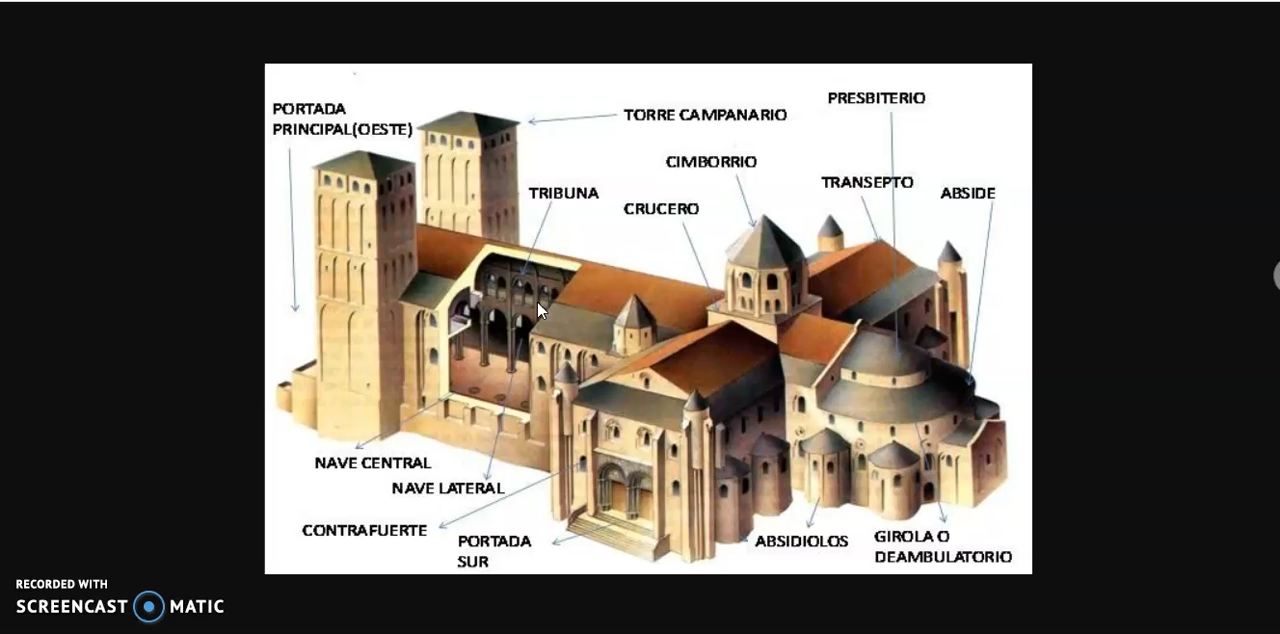 PORTADA
PRINCIPAL(OESTE)
TORRE CAMPANARIO
PRESBITERIO
CIMBORRIO
TRIBUNA
CRUCERO
TRANSEPTO
ABSIDE
NAVE CENTRAL
NAVE LATERAL
CONTRAFUERTE
PORTADA
SUR
ABSIDIOLOS
GIROLA O
DEAMBULATORIO
RECORDED WITH
SCREENCAST MATIC